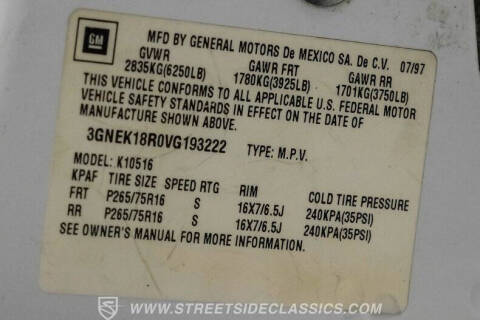 GM
MFD BY GENERAL MOTORS De MEXICO SA. De C.V. 07/97
GVWR GAWR FRT GAWR RR
2835KG(6250LB) 1780KG(3925LB) 1701KG(3750LB)
THIS VEHICLE CONFORMS TO ALL APPLICABLE U.S. FEDERAL MOTOR
VEHICLE SAFETY STANDARDS IN EFFECT ON THE DATE OF
MANUFACTURE SHOWN ABOVE.
3GNEK18R0VG193222 TYPE: M.P.V.
MODEL: K10516
KPAF TIRE SIZE SPEED RTG RIM COLD TIRE PRESSURE
FRT P265/75R16 S 16X7/6.5J 240KPA(35PSI)
RR P265/75R16 S 16X7/6.5J 240KPA(35PSI)
SEE OWNER'S MANUAL FOR MORE INFORMATION.
WWW.STREETSIDECLASSICS.COM